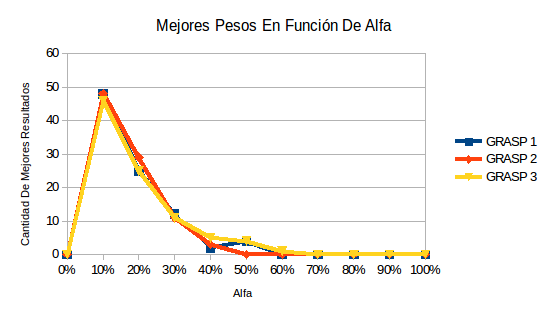 Mejores Pesos En Función De Alfa
Cantidad De Mejores Resultados
60
50
40
30
20
10
0
0% 10% 20% 30% 40% 50% 60% 70% 80% 90% 100%
Alfa
GRASP 1
GRASP 2
GRASP 3